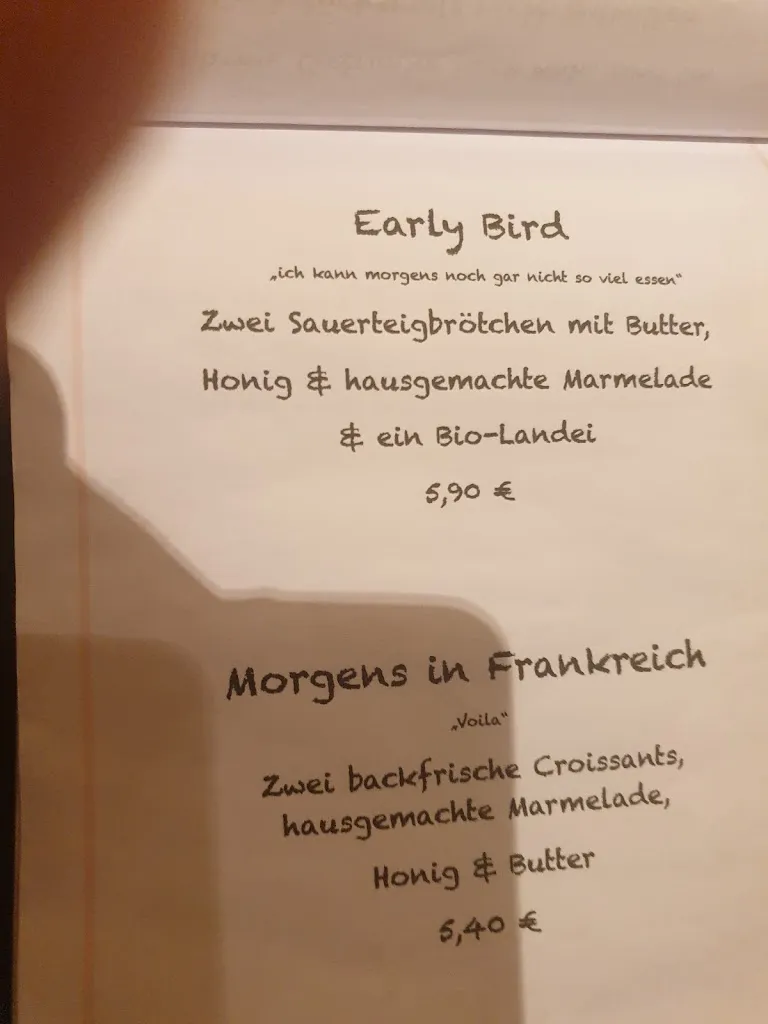 Early Bird
„ich kann morgens noch gar nicht so viel essen“
Zwei Sauerteigbrötchen mit Butter,
Honig & hausgemachte Marmelade
& ein Bio-Landei
5,90 €
Morgens in Frankreich
„Voila“
Zwei backfrische Croissants,
hausgemachte Marmelade,
Honig & Butter
5,40 €